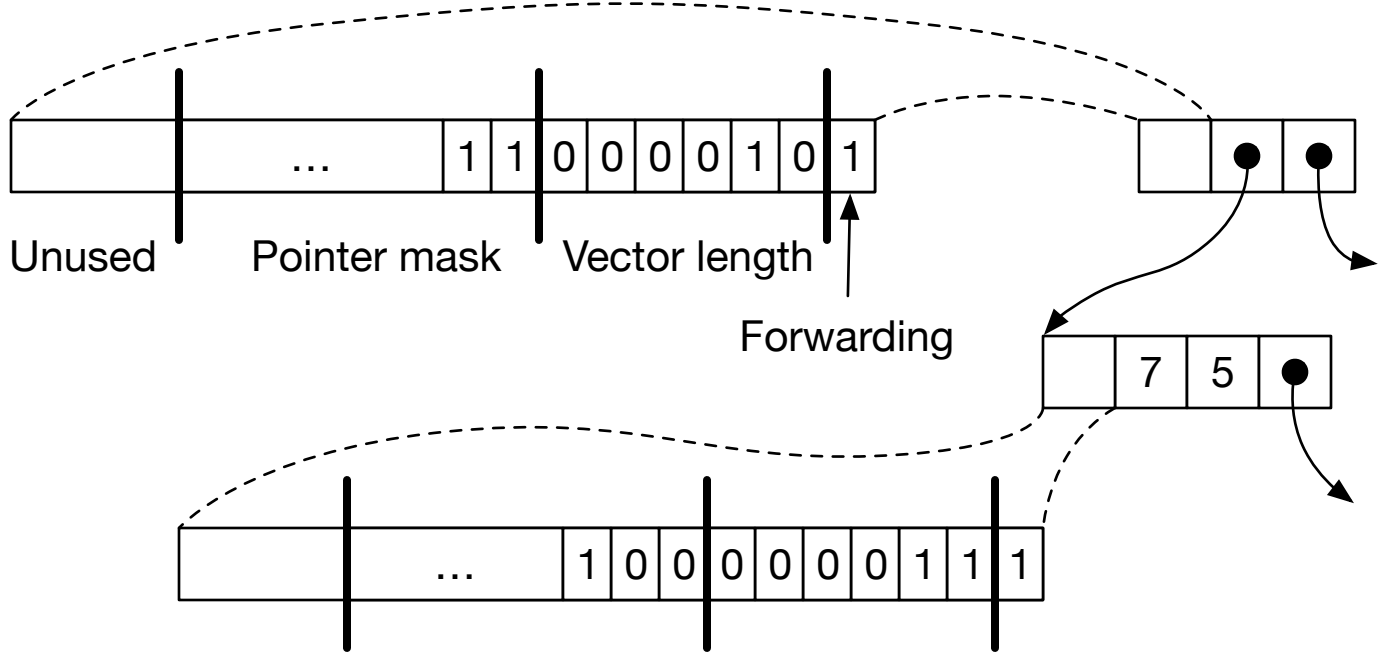 ... 1 1 0 0 0 0 1 0 1
Unused Pointer mask Vector length
Forwarding
7 5
... 1 0 0 0 0 0 0 1 1 1